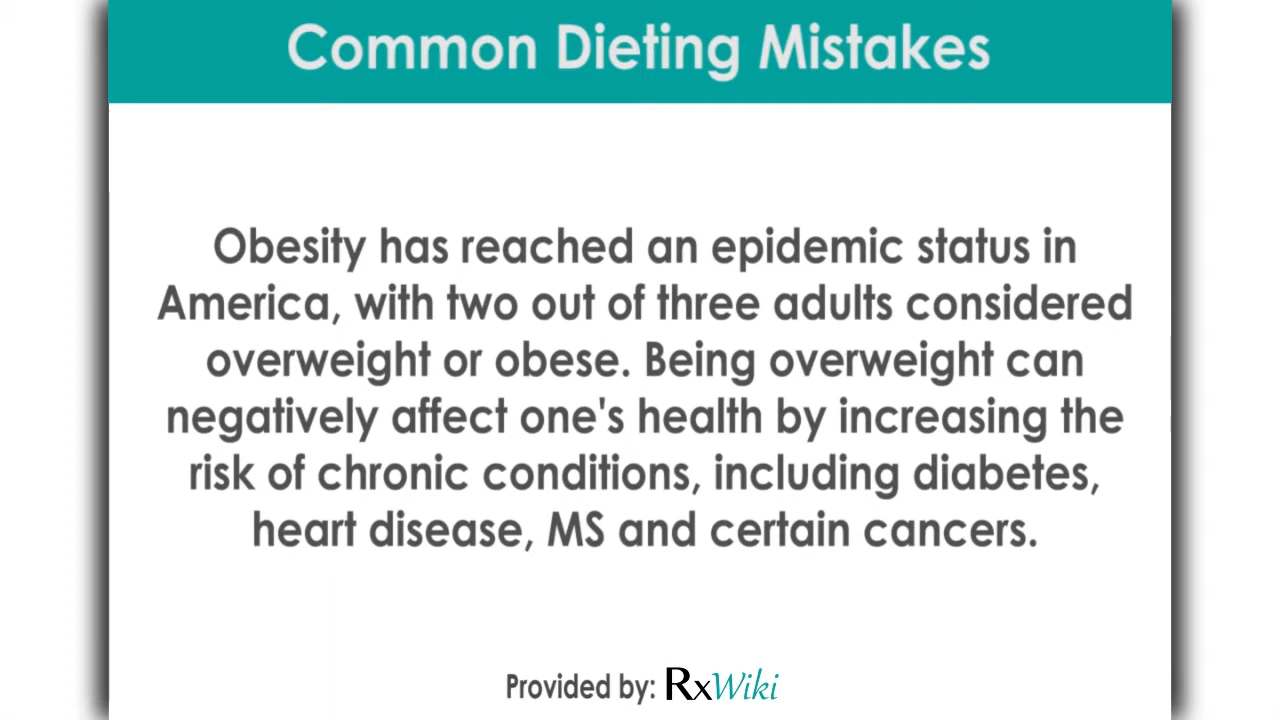 Common Dieting Mistakes
Obesity has reached an epidemic status in
America, with two out of three adults considered
overweight or obese. Being overweight can
negatively affect one's health by increasing the
risk of chronic conditions, including diabetes,
heart disease, MS and certain cancers.
Provided by: RxWiki